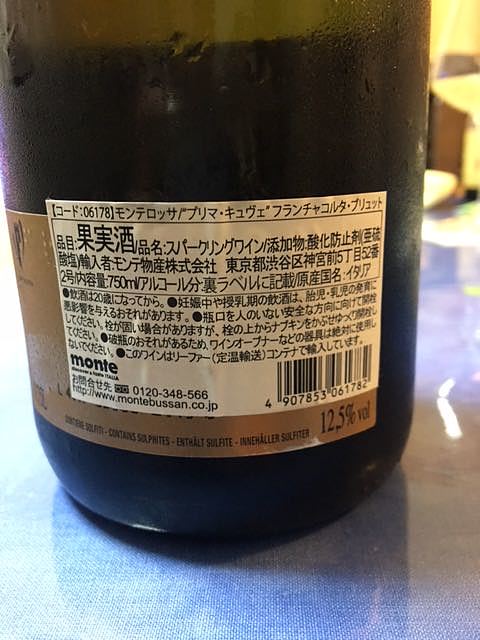 【コード:06178】モンテロッサ/"プリマ・キュヴェ" フランチャコルタ・ブリュット
品目:果実酒/品名:スパークリングワイン/添加物:酸化防止剤(亜硫
酸塩)/輸入者:モンテ物産株式会社 東京都渋谷区神宮前5丁目52番
2号/内容量:750ml/アルコール分:裏ラベルに記載/原産国名:イタリア
●飲酒は20歳になってから。●妊娠中や授乳期の飲酒は、胎児・乳児の発育に
悪影響を与えるおそれがあります。●瓶口を人のいない安全な方向に向けて開栓
してください。栓が固い場合がありますが、栓の上からナプキンをかぶせゆっくり開栓し
てください。●破瓶のおそれがあるため、ワインオープナーなどの器具は絶対に使用し
ないでください。●このワインはリーファー(定温輸送)コンテナで輸入しています。
monte
discover & taste ITALIA
お問合せ先 0120-348-566
http://www.montebussan.co.jp
4 907853 061782
CONTIENE SOLFITI - CONTAINS SULPHITES - ENTHÄLT SULFITE - INNEHÅLLER SULFITER
12,5% vol